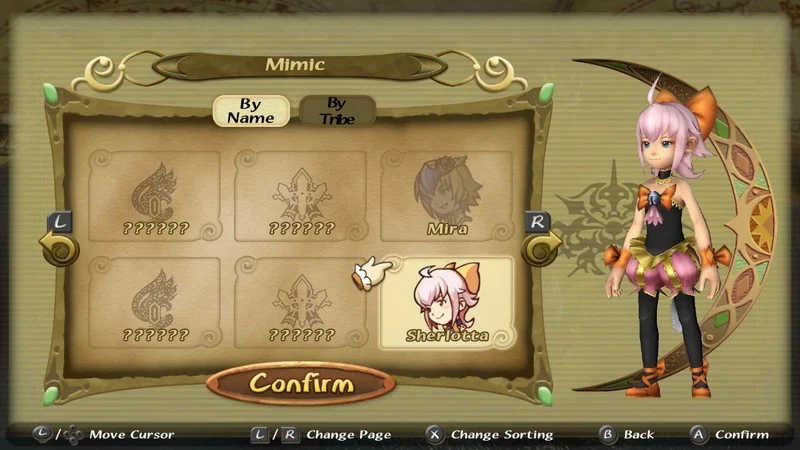 Mimic
By
Name
By
Tribe
L
R
??????
??????
Mira
??????
??????
Sherlotta
Confirm
L / Move Cursor
L / R Change Page
X Change Sorting
B Back
A Confirm